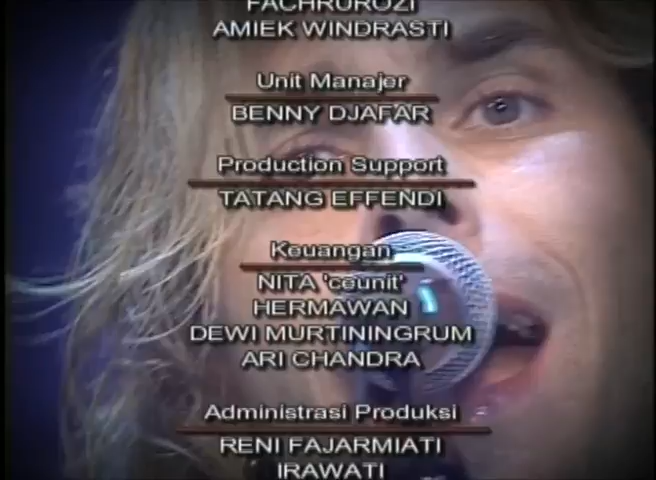 FACHRUROZI
AMIEK WINDRASTI
Unit Manajer
BENNY DJAFAR
Production Support
TATANG EFFENDI
Keuangan
NITA 'ceunit'
HERMAWAN
DEWI MURTININGRUM
ARI CHANDRA
Administrasi Produksi
RENI FAJARMIATI
IRAWATI